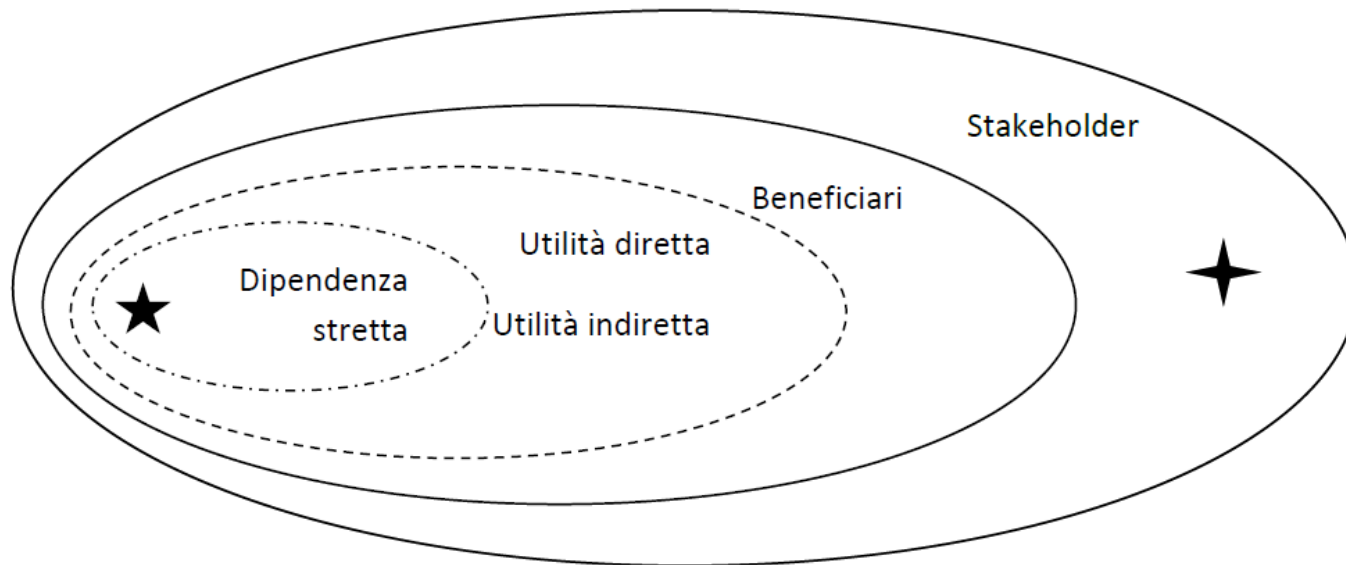 Stakeholder
Beneficiari
Utilità diretta
Dipendenza
stretta
Utilità indiretta